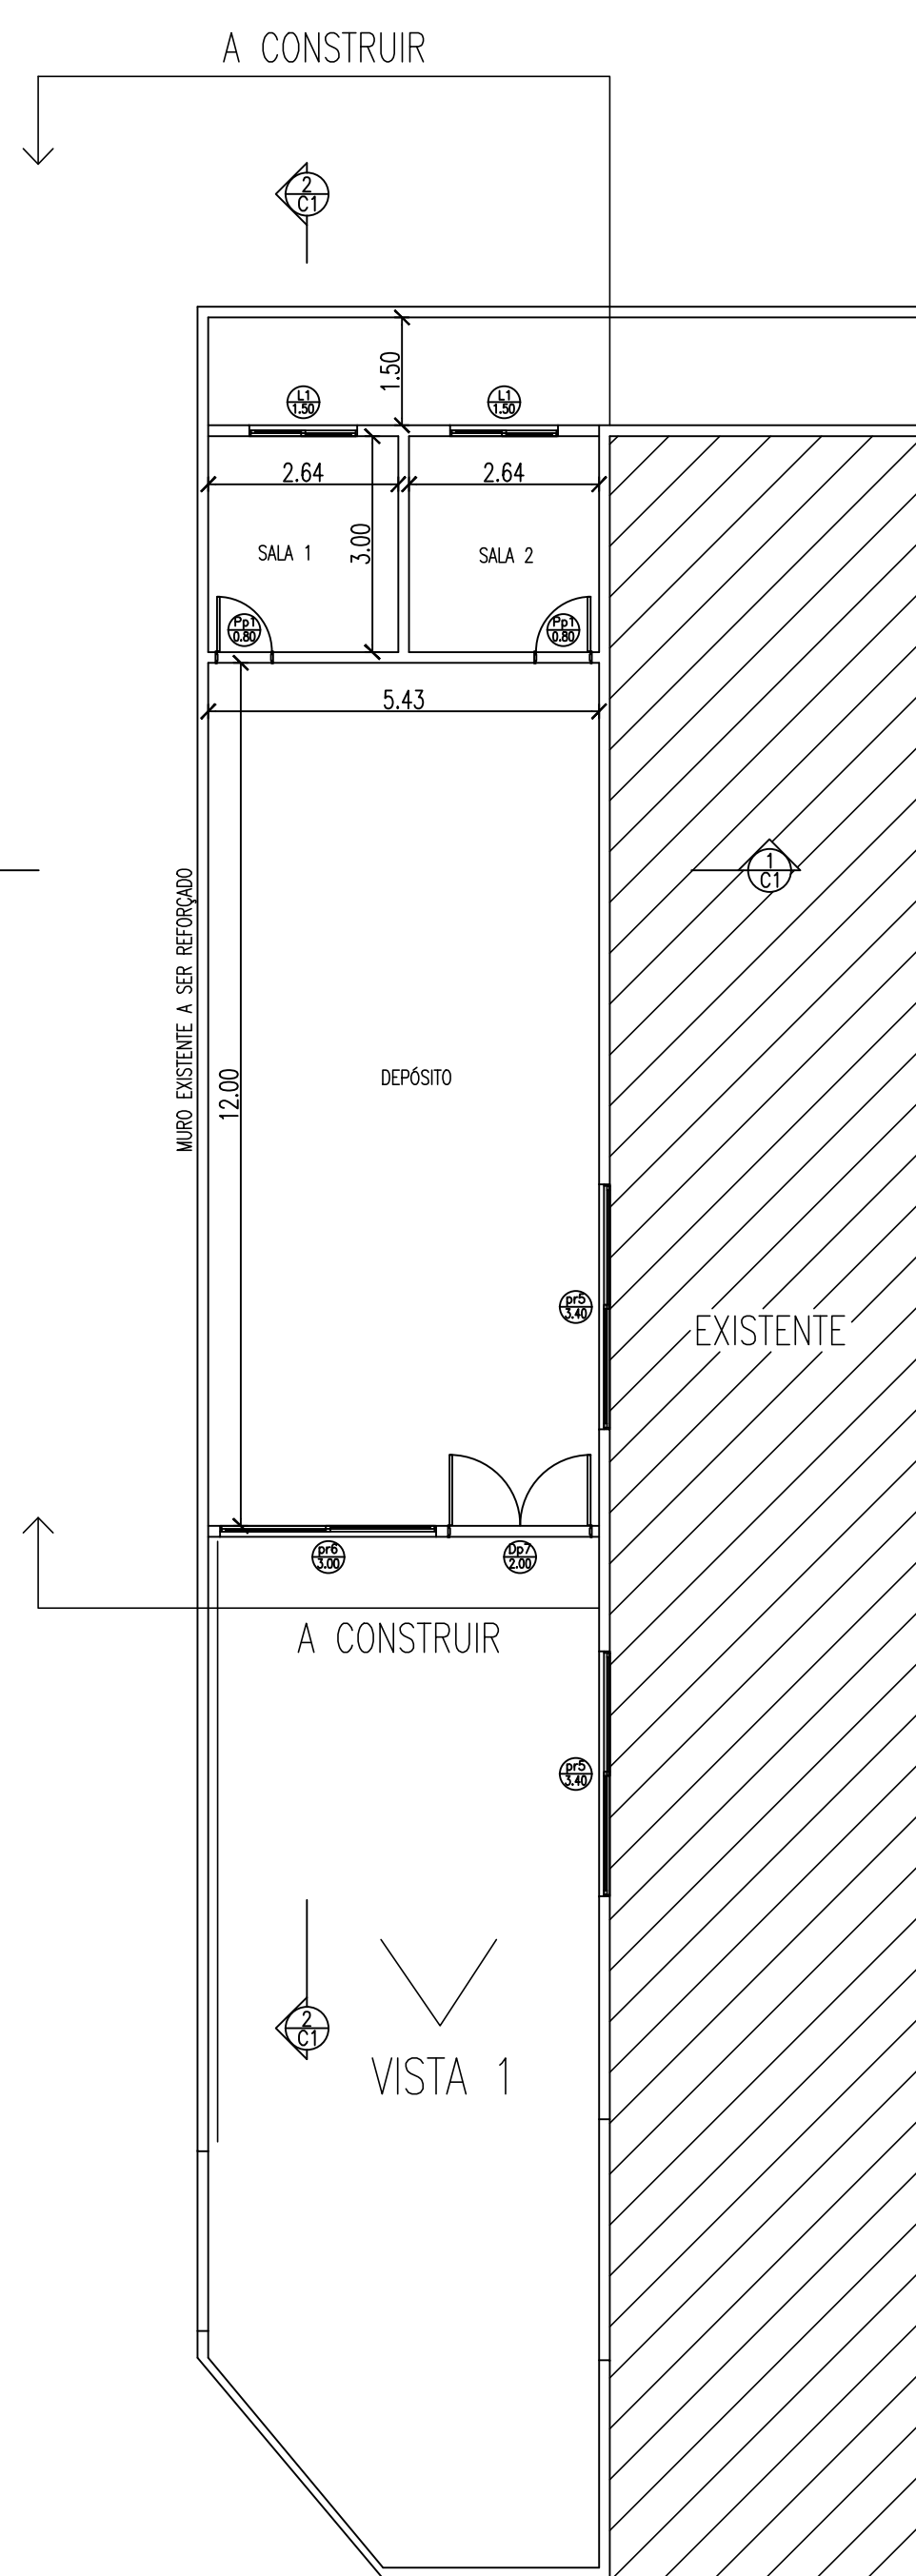 A CONSTRUIR
2
C1
1.50
L1
1.50
L1
1.50
2.64
2.64
3.00
SALA 1
SALA 2
Pp1
0.80
Pp1
0.80
5.43
1
C1
MURO EXISTENTE A SER REFORÇADO
12.00
DEPÓSITO
pr5
3.40
EXISTENTE
pr6
3.00
Dp7
2.00
A CONSTRUIR
pr5
3.40
2
C1
VISTA 1